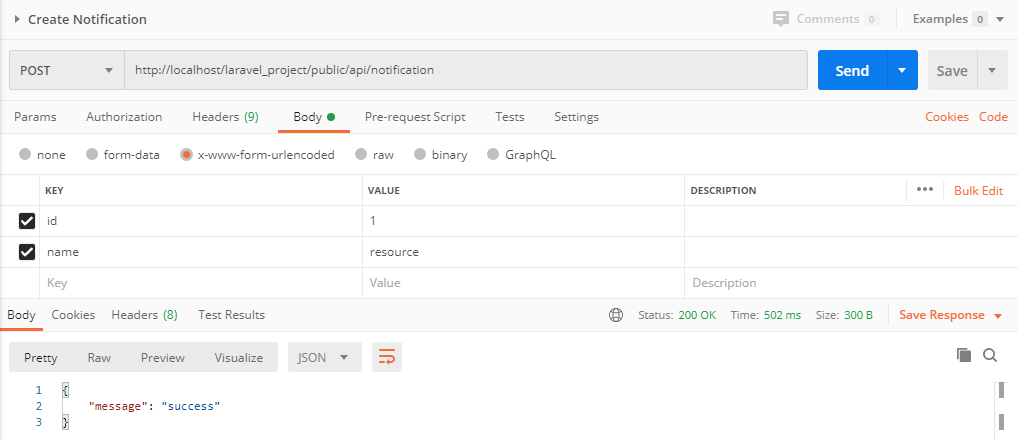 Create Notification Comments 0 Examples 0
POST http://localhost/laravel_project/public/api/notification Send Save
Params Authorization Headers (9) Body Pre-request Script Tests Settings Cookies Code
none form-data x-www-form-urlencoded raw binary GraphQL
KEY VALUE DESCRIPTION ••• Bulk Edit
id 1
name resource
Key Value Description
Body Cookies Headers (8) Test Results Status: 200 OK Time: 502 ms Size: 300 B Save Response
Pretty Raw Preview Visualize JSON
1 {
2 "message": "success"
3 }